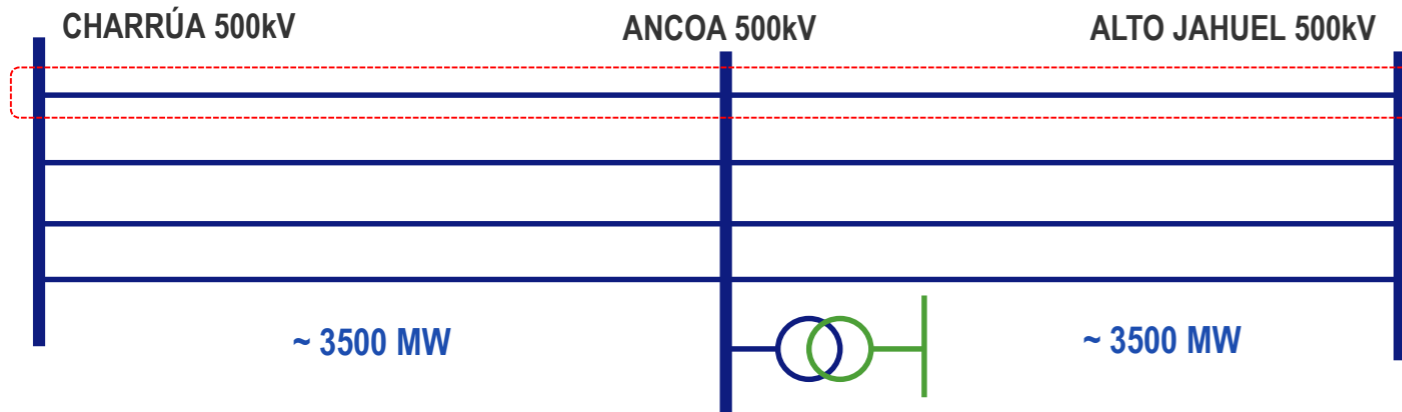 CHARRÚA 500kV
ANCOA 500kV
ALTO JAHUEL 500kV
~ 3500 MW
~ 3500 MW